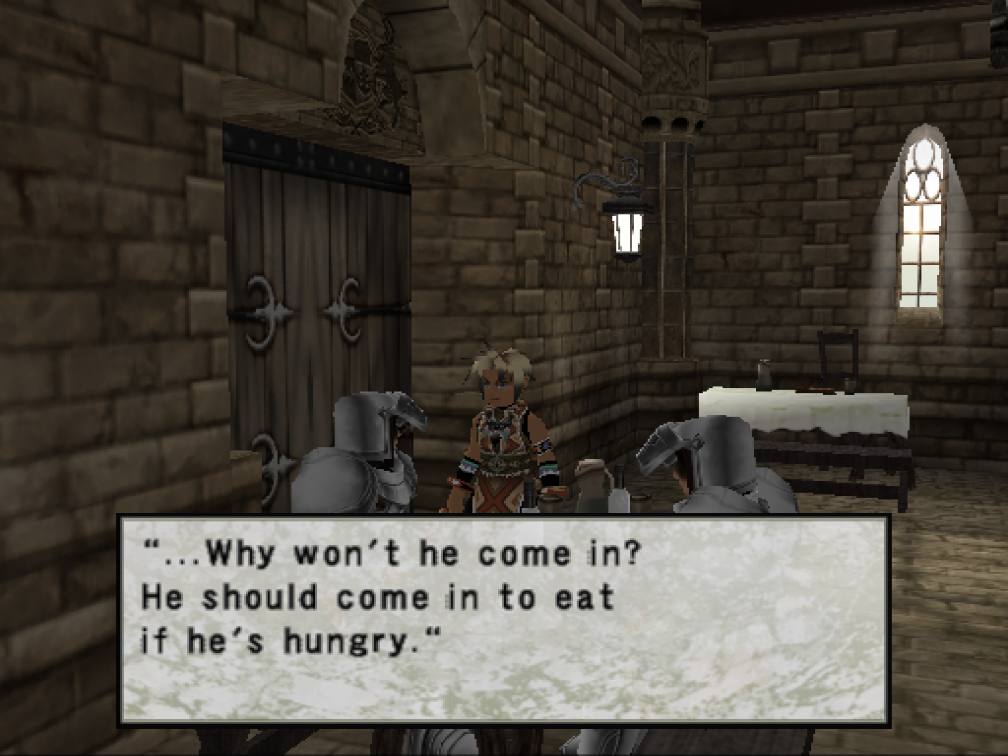 “...Why won't he come in?
He should come in to eat
if he's hungry.“